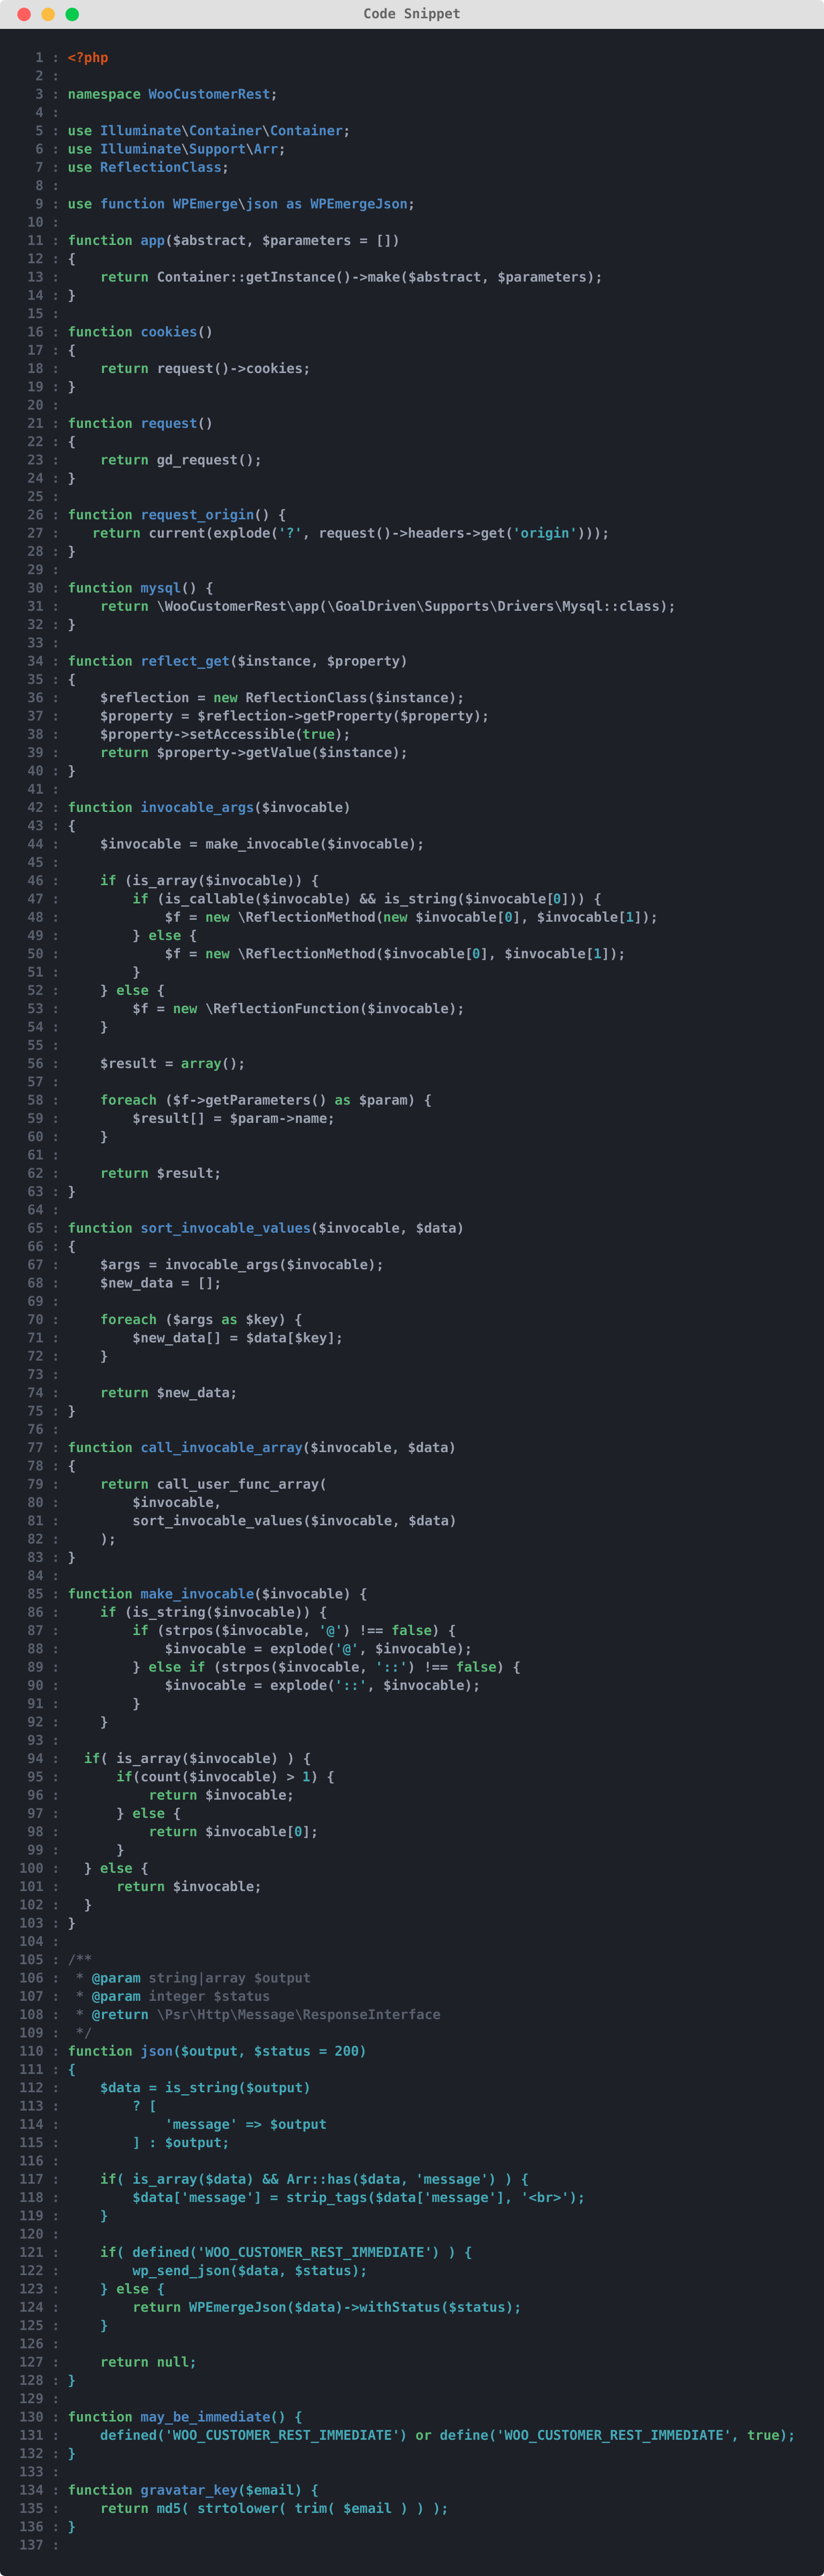 Code Snippet
1 : <?php
2 :
3 : namespace WooCustomerRest;
4 :
5 : use Illuminate\Container\Container;
6 : use Illuminate\Support\Arr;
7 : use ReflectionClass;
8 :
9 : use function WPEmerge\json as WPEmergeJson;
10 :
11 : function app($abstract, $parameters = [])
12 : {
13 :     return Container::getInstance()->make($abstract, $parameters);
14 : }
15 :
16 : function cookies()
17 : {
18 :     return request()->cookies;
19 : }
20 :
21 : function request()
22 : {
23 :     return gd_request();
24 : }
25 :
26 : function request_origin() {
27 :    return current(explode('?', request()->headers->get('origin')));
28 : }
29 :
30 : function mysql() {
31 :     return \WooCustomerRest\app(\GoalDriven\Supports\Drivers\Mysql::class);
32 : }
33 :
34 : function reflect_get($instance, $property)
35 : {
36 :     $reflection = new ReflectionClass($instance);
37 :     $property = $reflection->getProperty($property);
38 :     $property->setAccessible(true);
39 :     return $property->getValue($instance);
40 : }
41 :
42 : function invocable_args($invocable)
43 : {
44 :     $invocable = make_invocable($invocable);
45 :
46 :     if (is_array($invocable)) {
47 :         if (is_callable($invocable) && is_string($invocable[0])) {
48 :             $f = new \ReflectionMethod(new $invocable[0], $invocable[1]);
49 :         } else {
50 :             $f = new \ReflectionMethod($invocable[0], $invocable[1]);
51 :         }
52 :     } else {
53 :         $f = new \ReflectionFunction($invocable);
54 :     }
55 :
56 :     $result = array();
57 :
58 :     foreach ($f->getParameters() as $param) {
59 :         $result[] = $param->name;
60 :     }
61 :
62 :     return $result;
63 : }
64 :
65 : function sort_invocable_values($invocable, $data)
66 : {
67 :     $args = invocable_args($invocable);
68 :     $new_data = [];
69 :
70 :     foreach ($args as $key) {
71 :         $new_data[] = $data[$key];
72 :     }
73 :
74 :     return $new_data;
75 : }
76 :
77 : function call_invocable_array($invocable, $data)
78 : {
79 :     return call_user_func_array(
80 :         $invocable,
81 :         sort_invocable_values($invocable, $data)
82 :     );
83 : }
84 :
85 : function make_invocable($invocable) {
86 :     if (is_string($invocable)) {
87 :         if (strpos($invocable, '@') !== false) {
88 :             $invocable = explode('@', $invocable);
89 :         } else if (strpos($invocable, '::') !== false) {
90 :             $invocable = explode('::', $invocable);
91 :         }
92 :     }
93 :
94 :   if( is_array($invocable) ) {
95 :       if(count($invocable) > 1) {
96 :           return $invocable;
97 :       } else {
98 :           return $invocable[0];
99 :       }
100 :   } else {
101 :       return $invocable;
102 :   }
103 : }
104 :
105 : /**
106 :  * @param string|array $output
107 :  * @param integer $status
108 :  * @return \Psr\Http\Message\ResponseInterface
109 :  */
110 : function json($output, $status = 200)
111 : {
112 :     $data = is_string($output)
113 :         ? [
114 :             'message' => $output
115 :         ] : $output;
116 :
117 :     if( is_array($data) && Arr::has($data, 'message') ) {
118 :         $data['message'] = strip_tags($data['message'], '<br>');
119 :     }
120 :
121 :     if( defined('WOO_CUSTOMER_REST_IMMEDIATE') ) {
122 :         wp_send_json($data, $status);
123 :     } else {
124 :         return WPEmergeJson($data)->withStatus($status);
125 :     }
126 :
127 :     return null;
128 : }
129 :
130 : function may_be_immediate() {
131 :     defined('WOO_CUSTOMER_REST_IMMEDIATE') or define('WOO_CUSTOMER_REST_IMMEDIATE', true);
132 : }
133 :
134 : function gravatar_key($email) {
135 :     return md5( strtolower( trim( $email ) ) );
136 : }
137 :